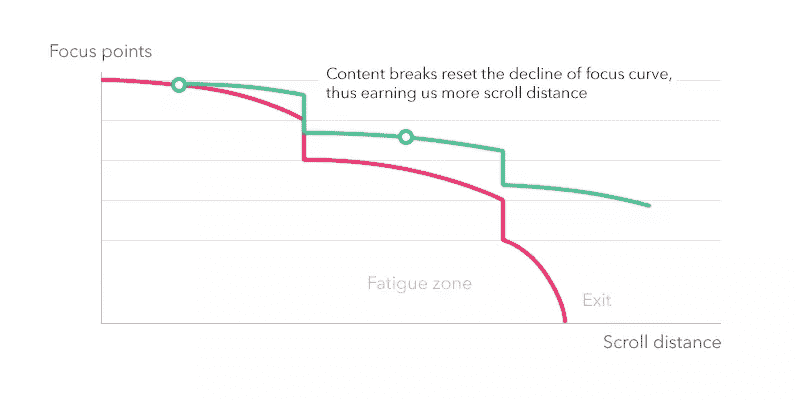 Focus points
Content breaks reset the decline of focus curve,
thus earning us more scroll distance
Fatigue zone
Exit
Scroll distance